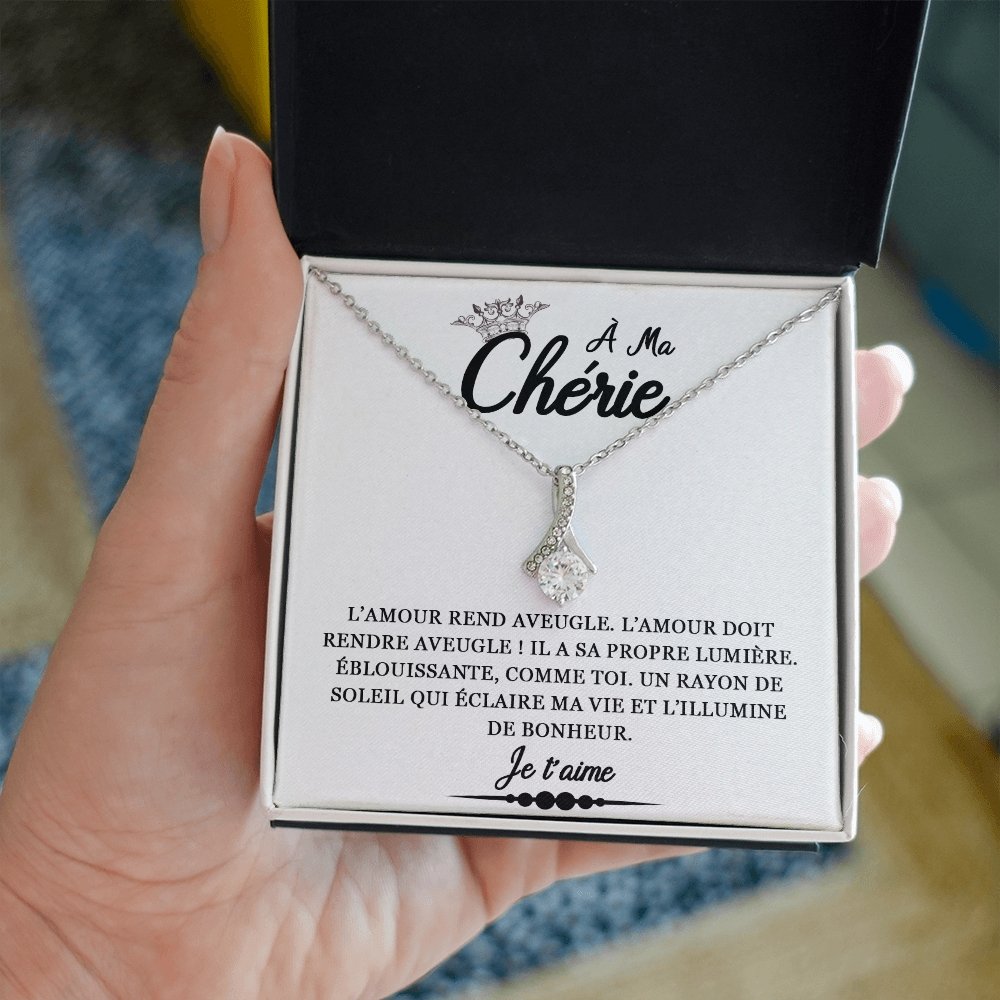 À Ma
Chérie
L’AMOUR REND AVEUGLE. L’AMOUR DOIT
RENDRE AVEUGLE ! IL A SA PROPRE LUMIÈRE.
ÉBLOUISSANTE, COMME TOI. UN RAYON DE
SOLEIL QUI ÉCLAIRE MA VIE ET L’ILLUMINE
DE BONHEUR.
Je t’aime